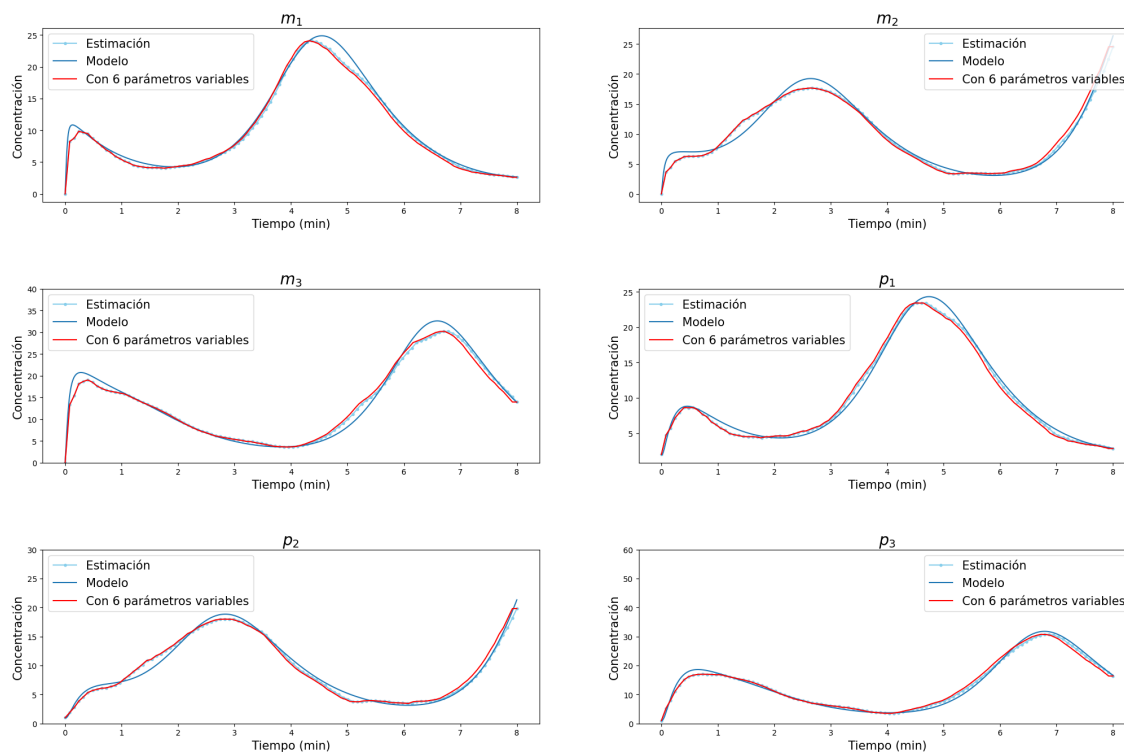 m₁
25
20
15
10
5
0
Concentración
Estimación
Modelo
Con 6 parámetros variables
0 1 2 3 4 5 6 7 8
Tiempo (min)
m₂
25
20
15
10
5
0
Concentración
Estimación
Modelo
Con 6 parámetros variables
0 1 2 3 4 5 6 7 8
Tiempo (min)
m₃
40
35
30
25
20
15
10
5
0
Concentración
Estimación
Modelo
Con 6 parámetros variables
0 1 2 3 4 5 6 7 8
Tiempo (min)
p₁
25
20
15
10
5
Concentración
Estimación
Modelo
Con 6 parámetros variables
0 1 2 3 4 5 6 7 8
Tiempo (min)
p₂
30
25
20
15
10
5
0
Concentración
Estimación
Modelo
Con 6 parámetros variables
0 1 2 3 4 5 6 7 8
Tiempo (min)
p₃
60
50
40
30
20
10
0
Concentración
Estimación
Modelo
Con 6 parámetros variables
0 1 2 3 4 5 6 7 8
Tiempo (min)